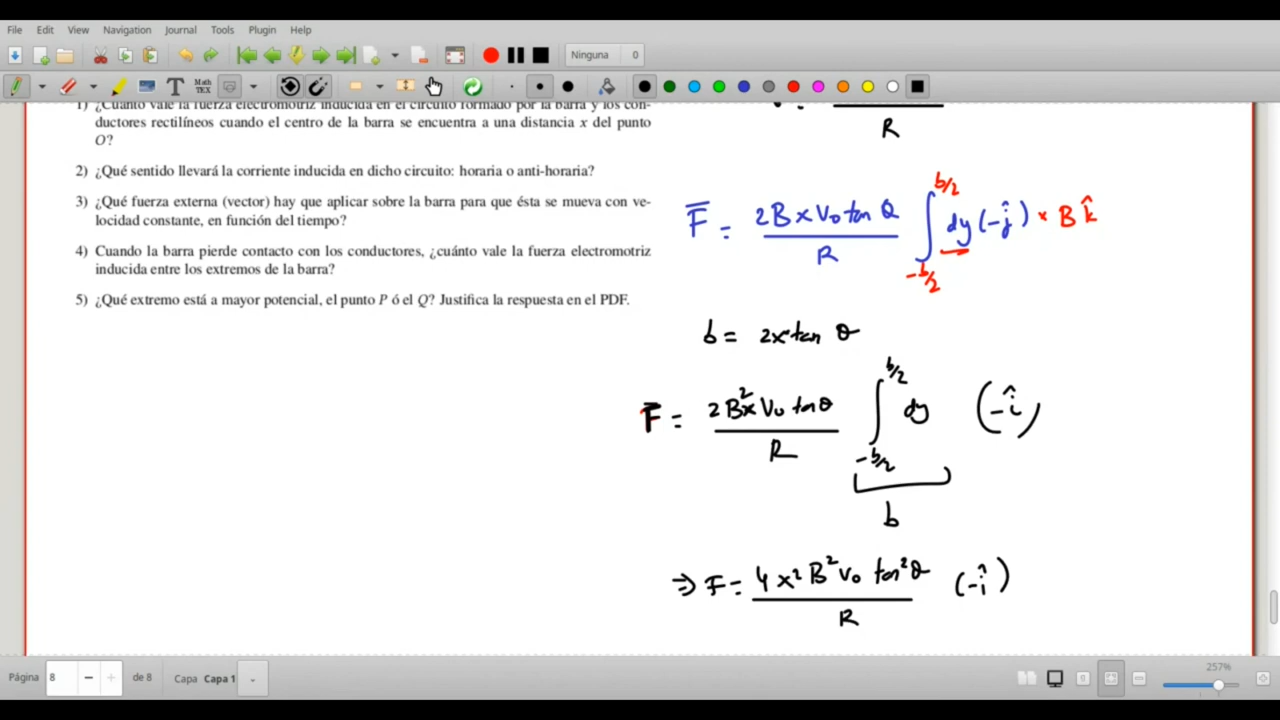 File Edit View Navigation Journal Tools Plugin Help
Ninguna 0
T Math TEX
1) ¿Cuánto vale la fuerza electromotriz inducida en el circuito formado por la barra y los con-
ductores rectilíneos cuando el centro de la barra se encuentra a una distancia x del punto
O?
2) ¿Qué sentido llevará la corriente inducida en dicho circuito: horaria o anti-horaria?
3) ¿Qué fuerza externa (vector) hay que aplicar sobre la barra para que ésta se mueva con ve-
locidad constante, en función del tiempo?
4) Cuando la barra pierde contacto con los conductores, ¿cuánto vale la fuerza electromotriz
inducida entre los extremos de la barra?
5) ¿Qué extremo está a mayor potencial, el punto P ó el Q? Justifica la respuesta en el PDF.
R
b/2
F = 2BxV₀ tan θ ∫ dy (-ĵ) × B k̂
R
-b/2
b = 2x tan θ
b/2
F = 2B²xV₀ tan θ ∫ dy (-î)
R
-b/2
b
⇒ F = 4x²B²V₀ tan²θ (-î)
R
Página 8 de 8 Capa Capa 1 257%